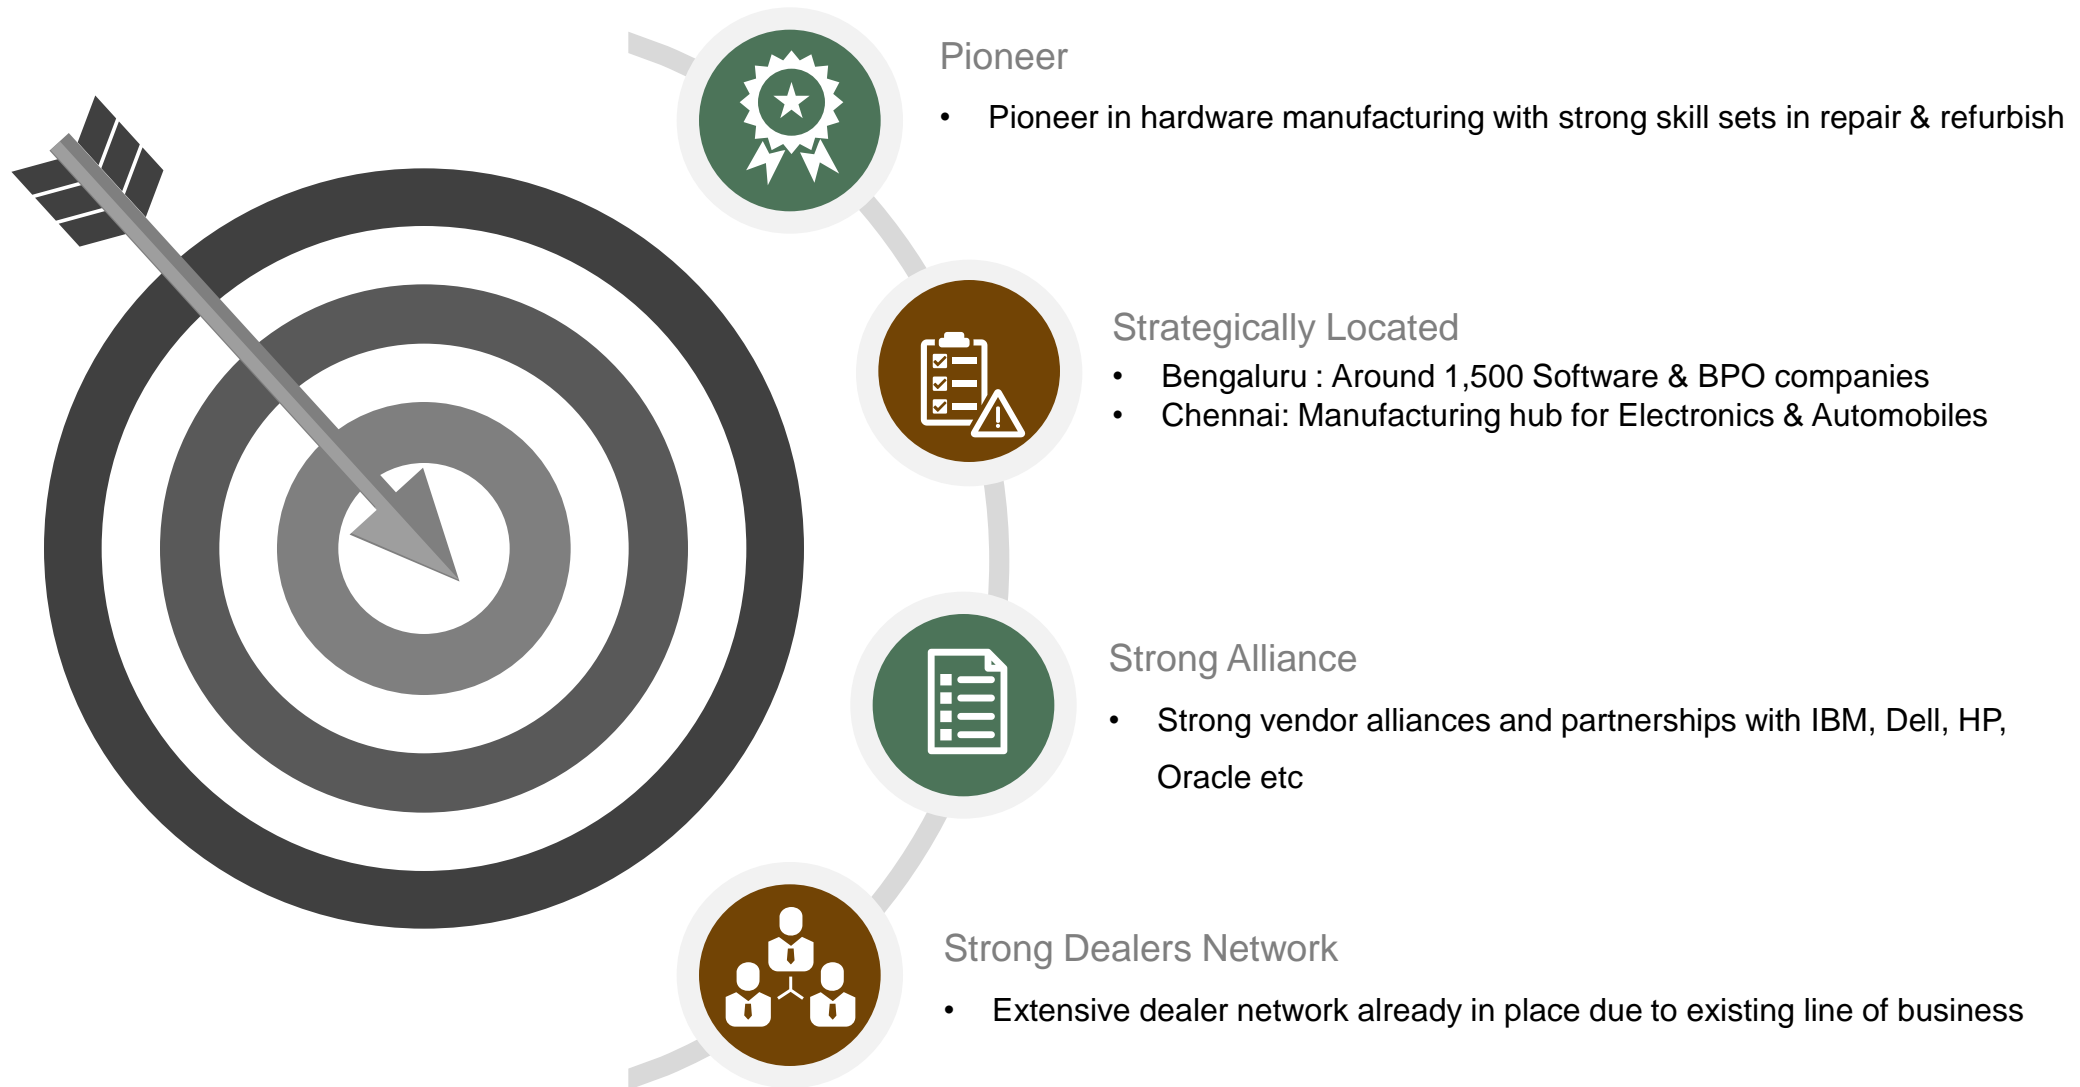 Pioneer
• Pioneer in hardware manufacturing with strong skill sets in repair & refurbish
Strategically Located
• Bengaluru : Around 1,500 Software & BPO companies
• Chennai: Manufacturing hub for Electronics & Automobiles
Strong Alliance
• Strong vendor alliances and partnerships with IBM, Dell, HP,
Oracle etc
Strong Dealers Network
• Extensive dealer network already in place due to existing line of business